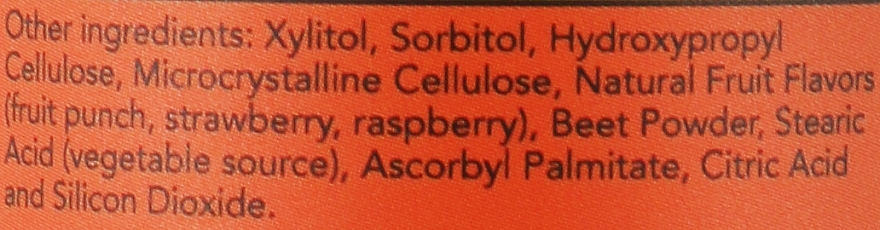 Other ingredients: Xylitol, Sorbitol, Hydroxypropyl
Cellulose, Microcrystalline Cellulose, Natural Fruit Flavors
(fruit punch, strawberry, raspberry), Beet Powder, Stearic
Acid (vegetable source), Ascorbyl Palmitate, Citric Acid
and Silicon Dioxide.